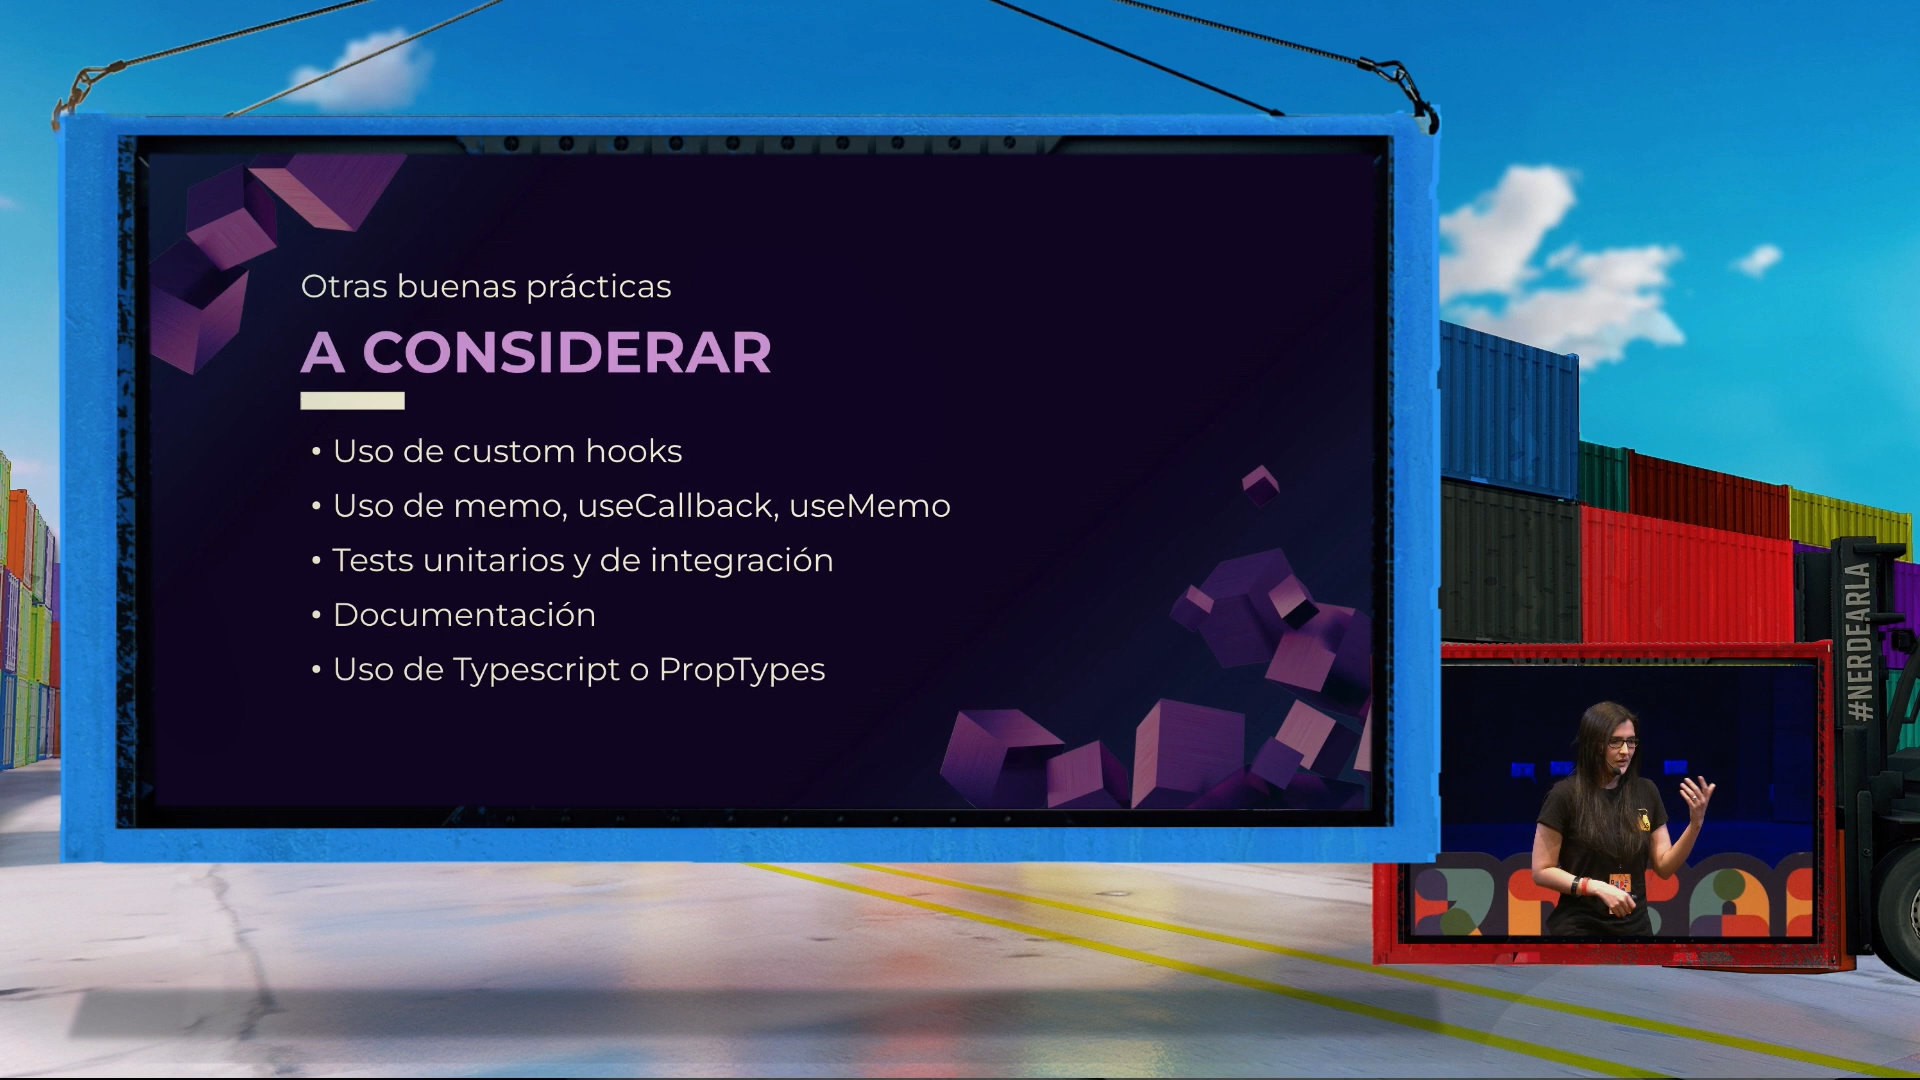 Otras buenas prácticas
A CONSIDERAR
• Uso de custom hooks
• Uso de memo, useCallback, useMemo
• Tests unitarios y de integración
• Documentación
• Uso de Typescript o PropTypes
#NERDEARLA